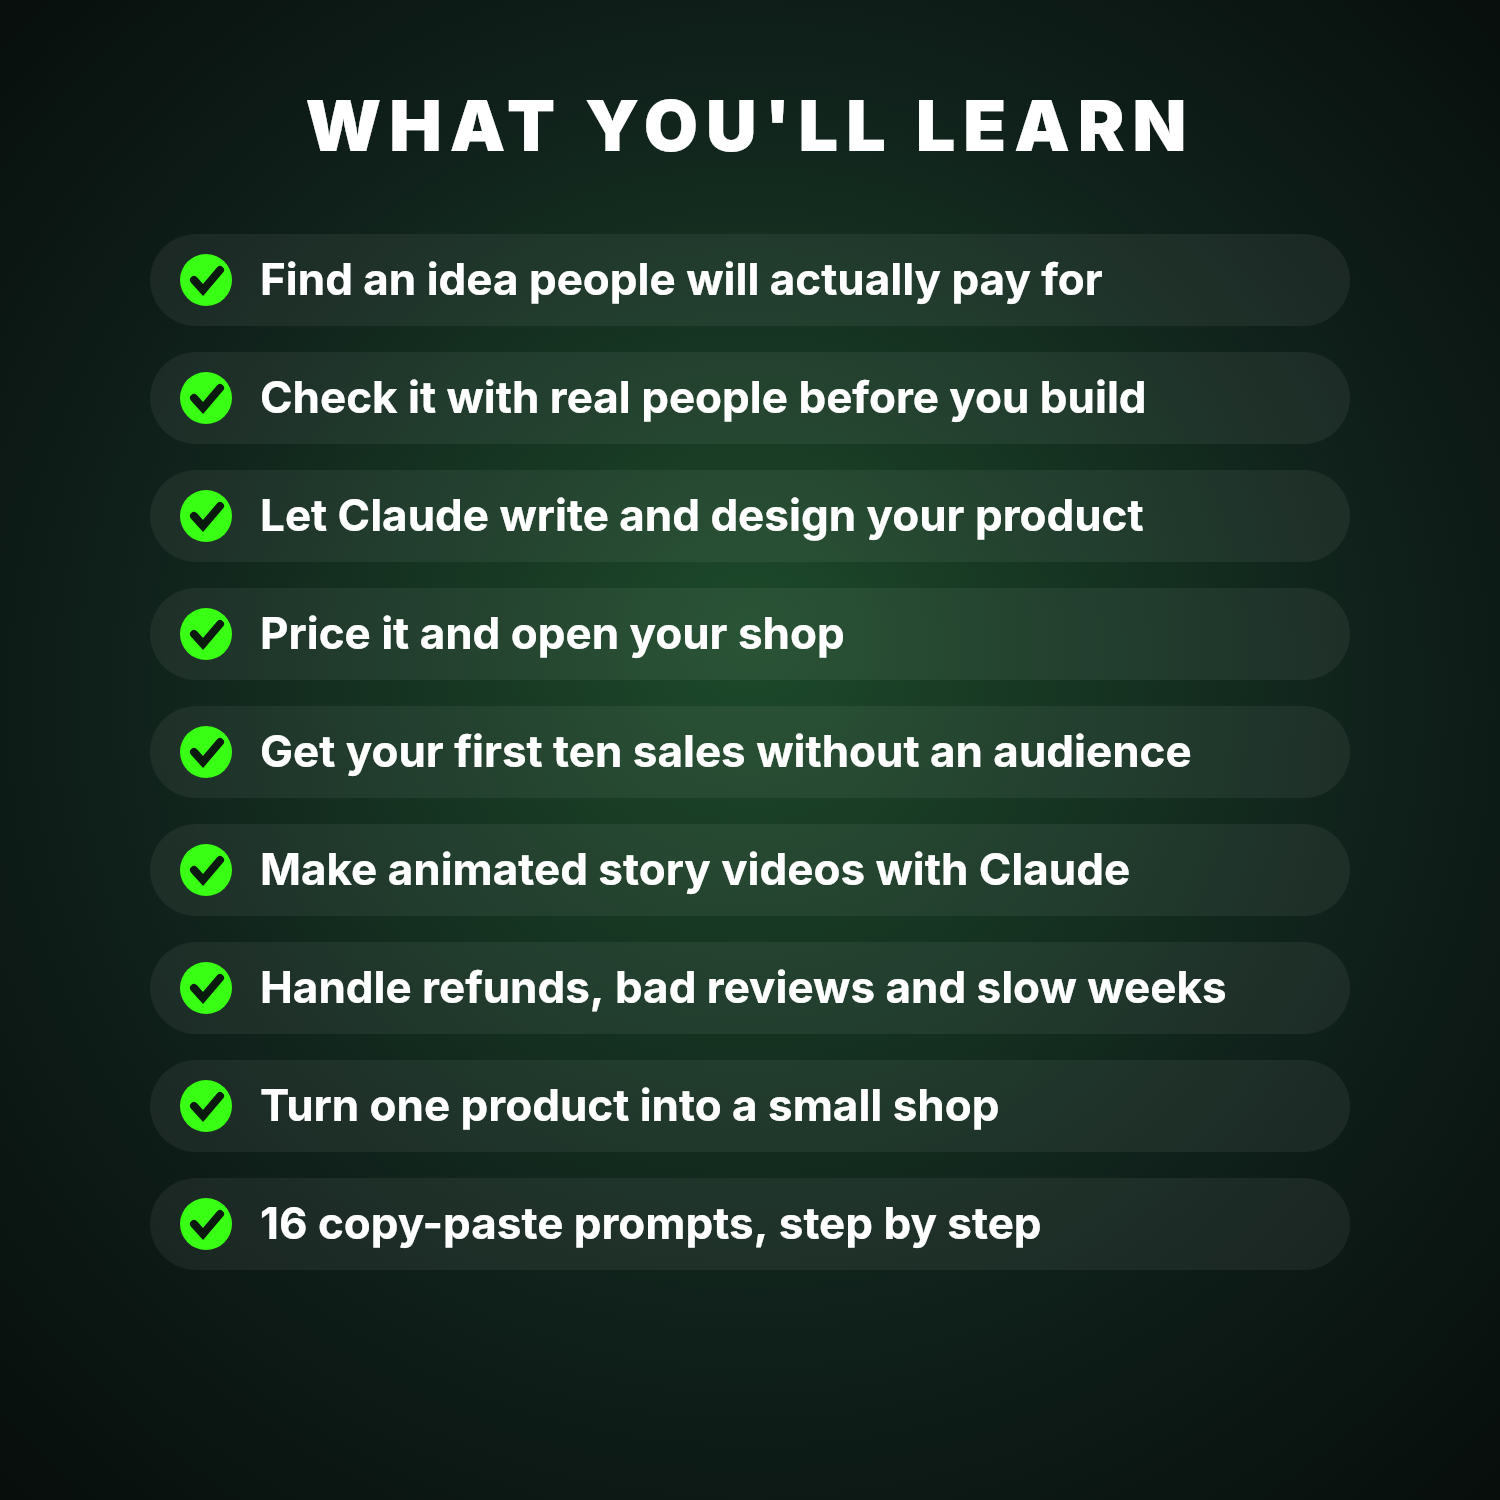 WHAT YOU'LL LEARN
Find an idea people will actually pay for
Check it with real people before you build
Let Claude write and design your product
Price it and open your shop
Get your first ten sales without an audience
Make animated story videos with Claude
Handle refunds, bad reviews and slow weeks
Turn one product into a small shop
16 copy-paste prompts, step by step